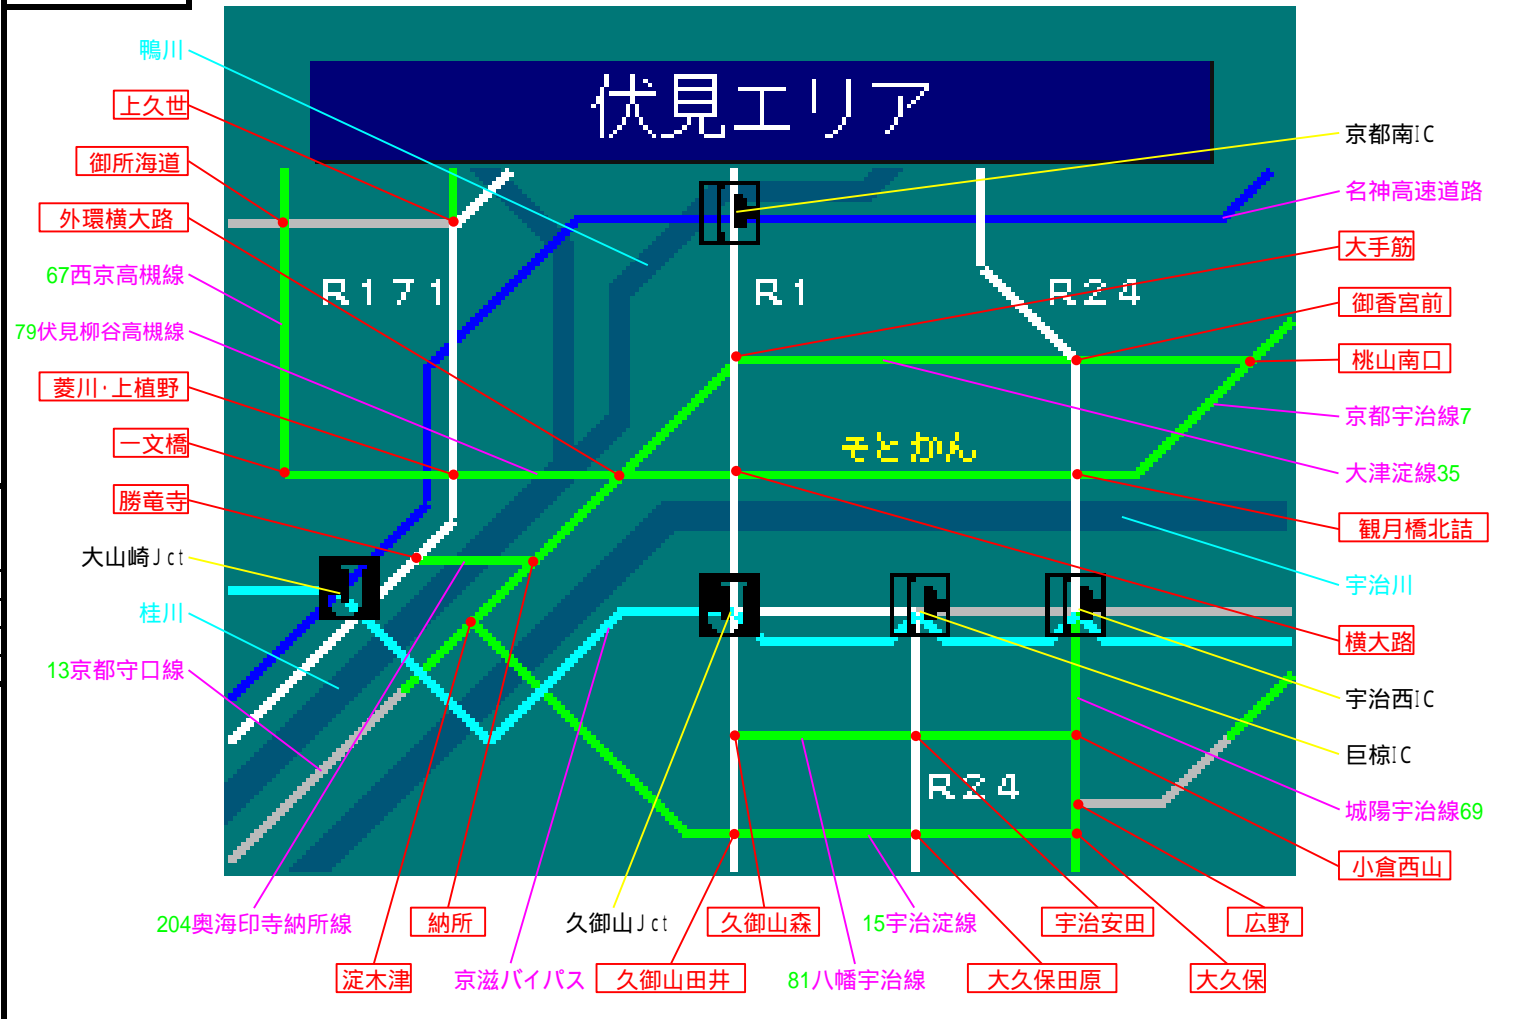 伏見エリア
鴨川
上久世
御所海道
外環横大路
67西京高槻線
79伏見柳谷高槻線
菱川·上植野
一文橋
勝竜寺
大山崎Jct
桂川
13京都守口線
R171
R1
R24
そとかん
R24
京都南IC
名神高速道路
大手筋
御香宮前
桃山南口
京都宇治線7
大津淀線35
観月橋北詰
宇治川
横大路
宇治西IC
巨椋IC
城陽宇治線69
小倉西山
204奥海印寺納所線
納所
久御山Jct
久御山森
15宇治淀線
宇治安田
広野
淀木津
京滋バイパス
久御山田井
81八幡宇治線
大久保田原
大久保